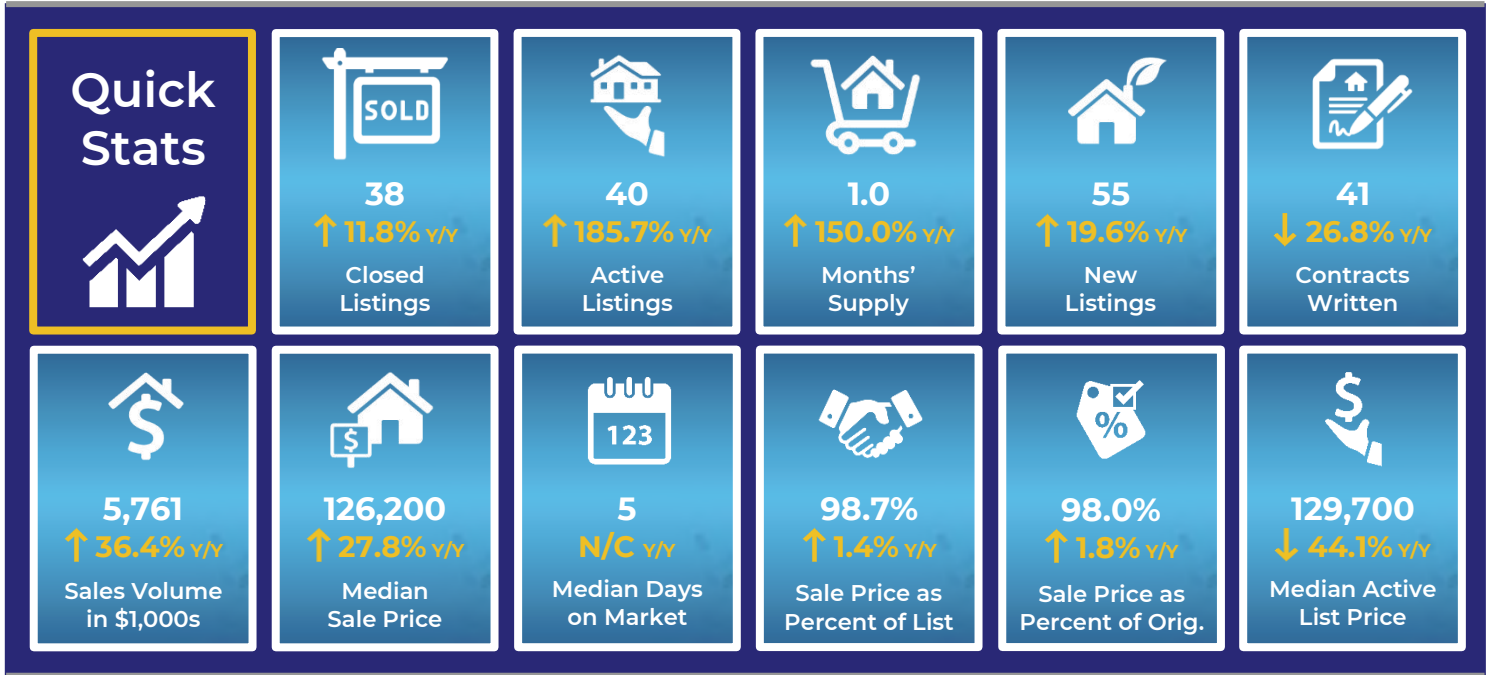 Quick
Stats
SOLD
38
↑ 11.8% Y/Y
Closed
Listings
40
↑ 185.7% Y/Y
Active
Listings
1.0
↑ 150.0% Y/Y
Months’
Supply
55
↑ 19.6% Y/Y
New
Listings
41
↓ 26.8% Y/Y
Contracts
Written
$
5,761
↑ 36.4% Y/Y
Sales Volume
in $1,000s
$
126,200
↑ 27.8% Y/Y
Median
Sale Price
123
5
N/C Y/Y
Median Days
on Market
98.7%
↑ 1.4% Y/Y
Sale Price as
Percent of List
%
98.0%
↑ 1.8% Y/Y
Sale Price as
Percent of Orig.
$
129,700
↓ 44.1% Y/Y
Median Active
List Price